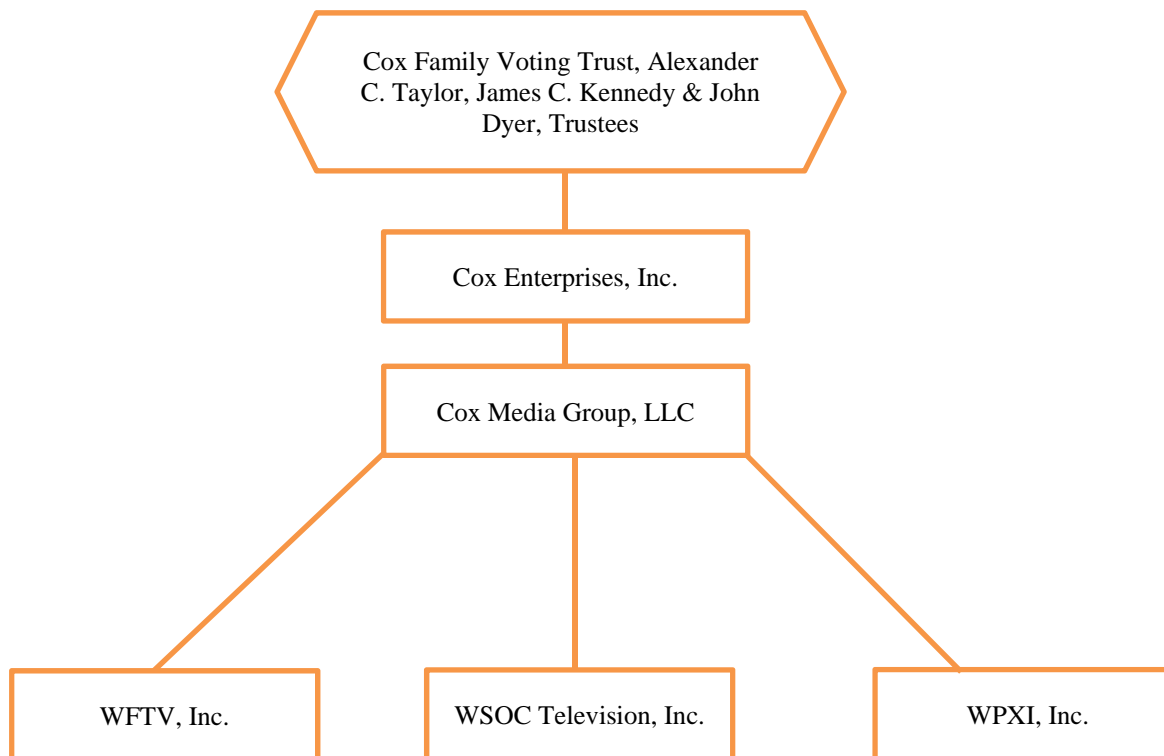 Cox Family Voting Trust, Alexander
C. Taylor, James C. Kennedy & John
Dyer, Trustees
Cox Enterprises, Inc.
Cox Media Group, LLC
WFTV, Inc.
WSOC Television, Inc.
WPXI, Inc.